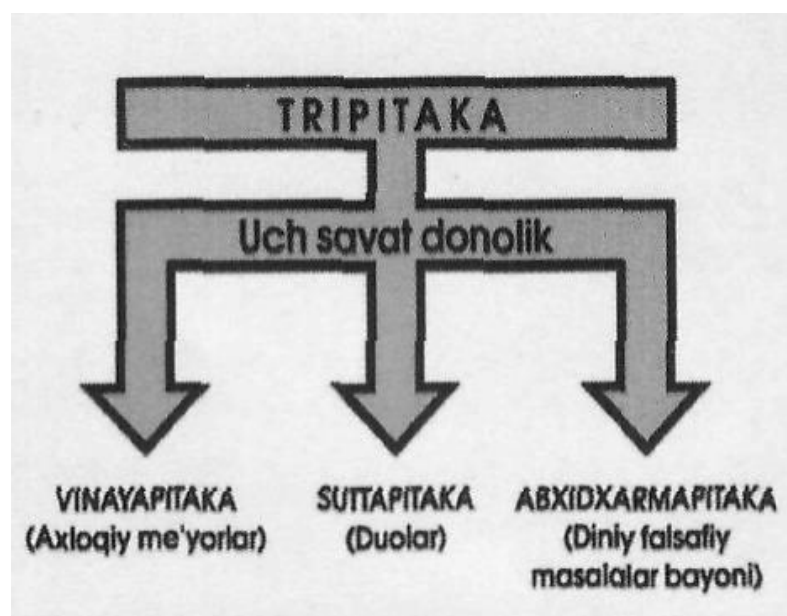 TRIPITAKA
Uch savat donolik
VINAYAPITAKA
(Axloqiy me'yorlar)
SUTTAPITAKA
(Duolar)
ABXIDXARMAPITAKA
(Diniy falsafiy
masalalar bayoni)